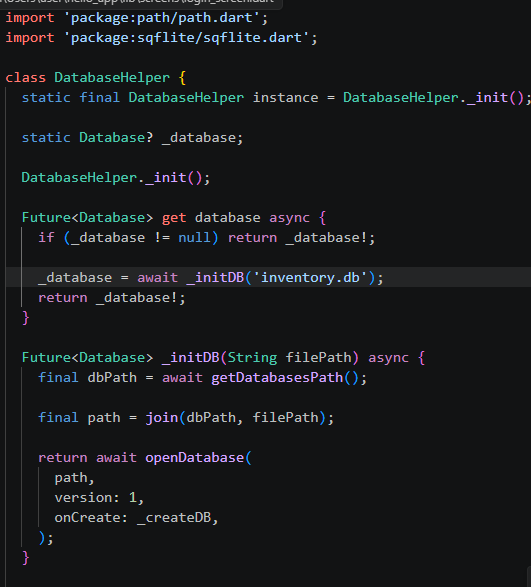 import 'package:path/path.dart';
import 'package:sqflite/sqflite.dart';
class DatabaseHelper {
static final DatabaseHelper instance = DatabaseHelper._init();
static Database? _database;
DatabaseHelper._init();
Future<Database> get database async {
if (_database != null) return _database!;
_database = await _initDB('inventory.db');
return _database!;
}
Future<Database> _initDB(String filePath) async {
final dbPath = await getDatabasesPath();
final path = join(dbPath, filePath);
return await openDatabase(
path,
version: 1,
onCreate: _createDB,
);
}